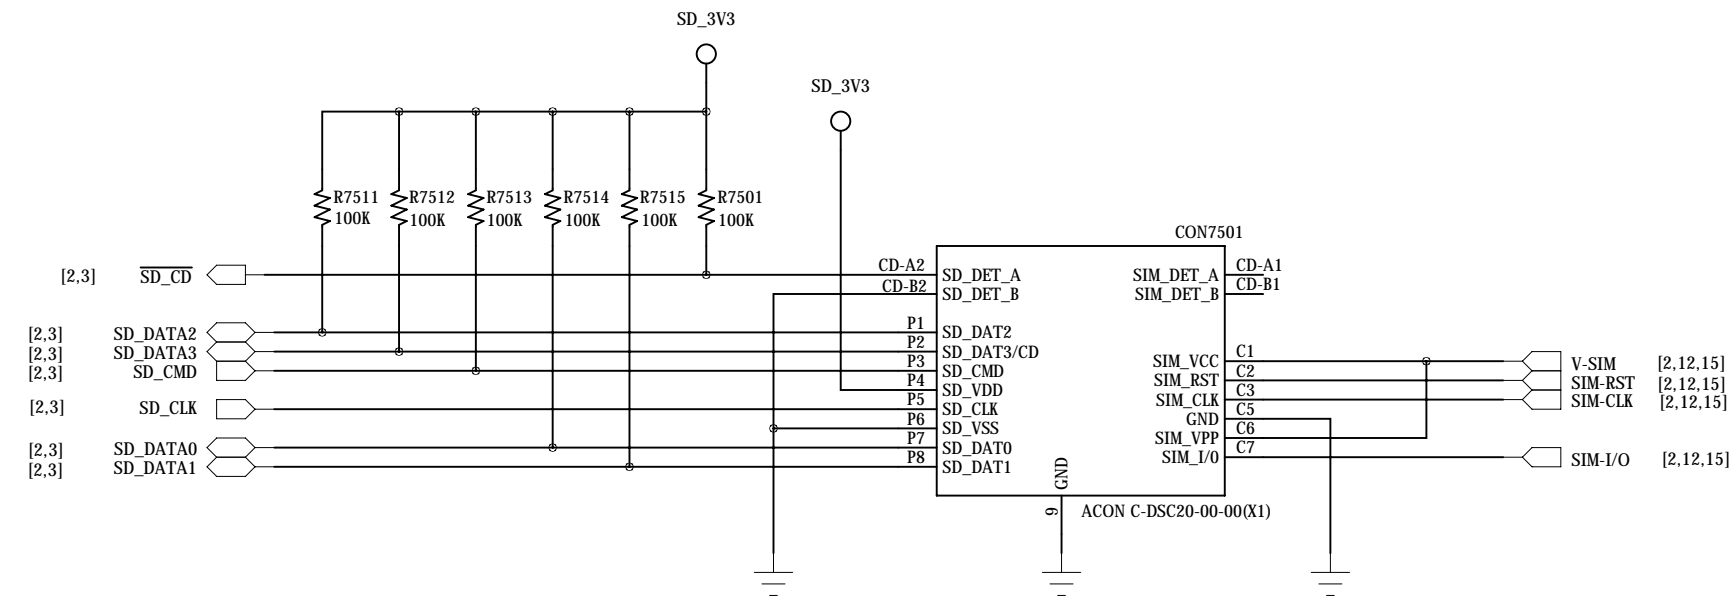 SD_3V3
SD_3V3
R7511 R7512 R7513 R7514 R7515 R7501
100K 100K 100K 100K 100K 100K
CON7501
[2,3] SD_CD CD-A2 SD_DET_A SIM_DET_A CD-A1
CD-B2 SD_DET_B SIM_DET_B CD-B1
[2,3] SD_DATA2 P1 SD_DAT2
[2,3] SD_DATA3 P2 SD_DAT3/CD
[2,3] SD_CMD P3 SD_CMD
P4 SD_VDD
[2,3] SD_CLK P5 SD_CLK
P6 SD_VSS
[2,3] SD_DATA0 P7 SD_DAT0
[2,3] SD_DATA1 P8 SD_DAT1
SIM_VCC C1 V-SIM [2,12,15]
SIM_RST C2 SIM-RST [2,12,15]
SIM_CLK C3 SIM-CLK [2,12,15]
GND C5
SIM_VPP C6
SIM_I/O C7 SIM-I/O [2,12,15]
GND
9
ACON C-DSC20-00-00(X1)